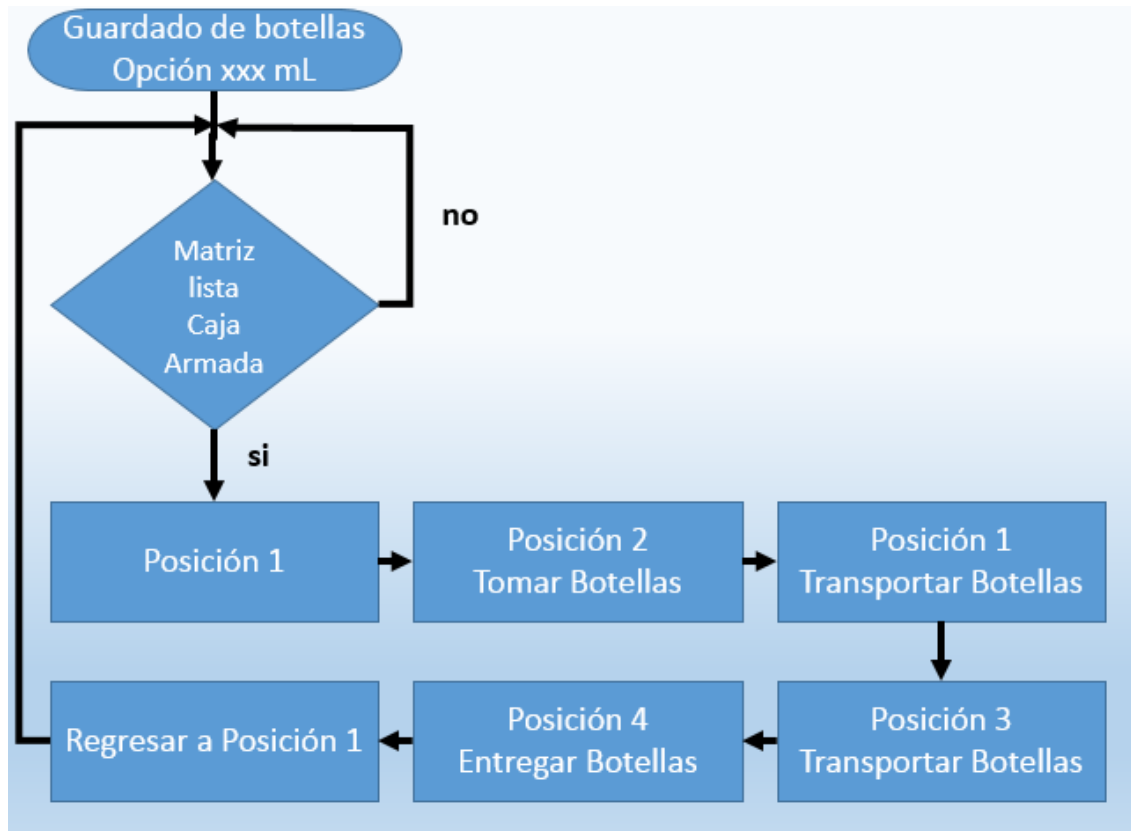 Guardado de botellas
Opción xxx mL
no
Matriz
lista
Caja
Armada
si
Posición 1
Posición 2
Tomar Botellas
Posición 1
Transportar Botellas
Regresar a Posición 1
Posición 4
Entregar Botellas
Posición 3
Transportar Botellas